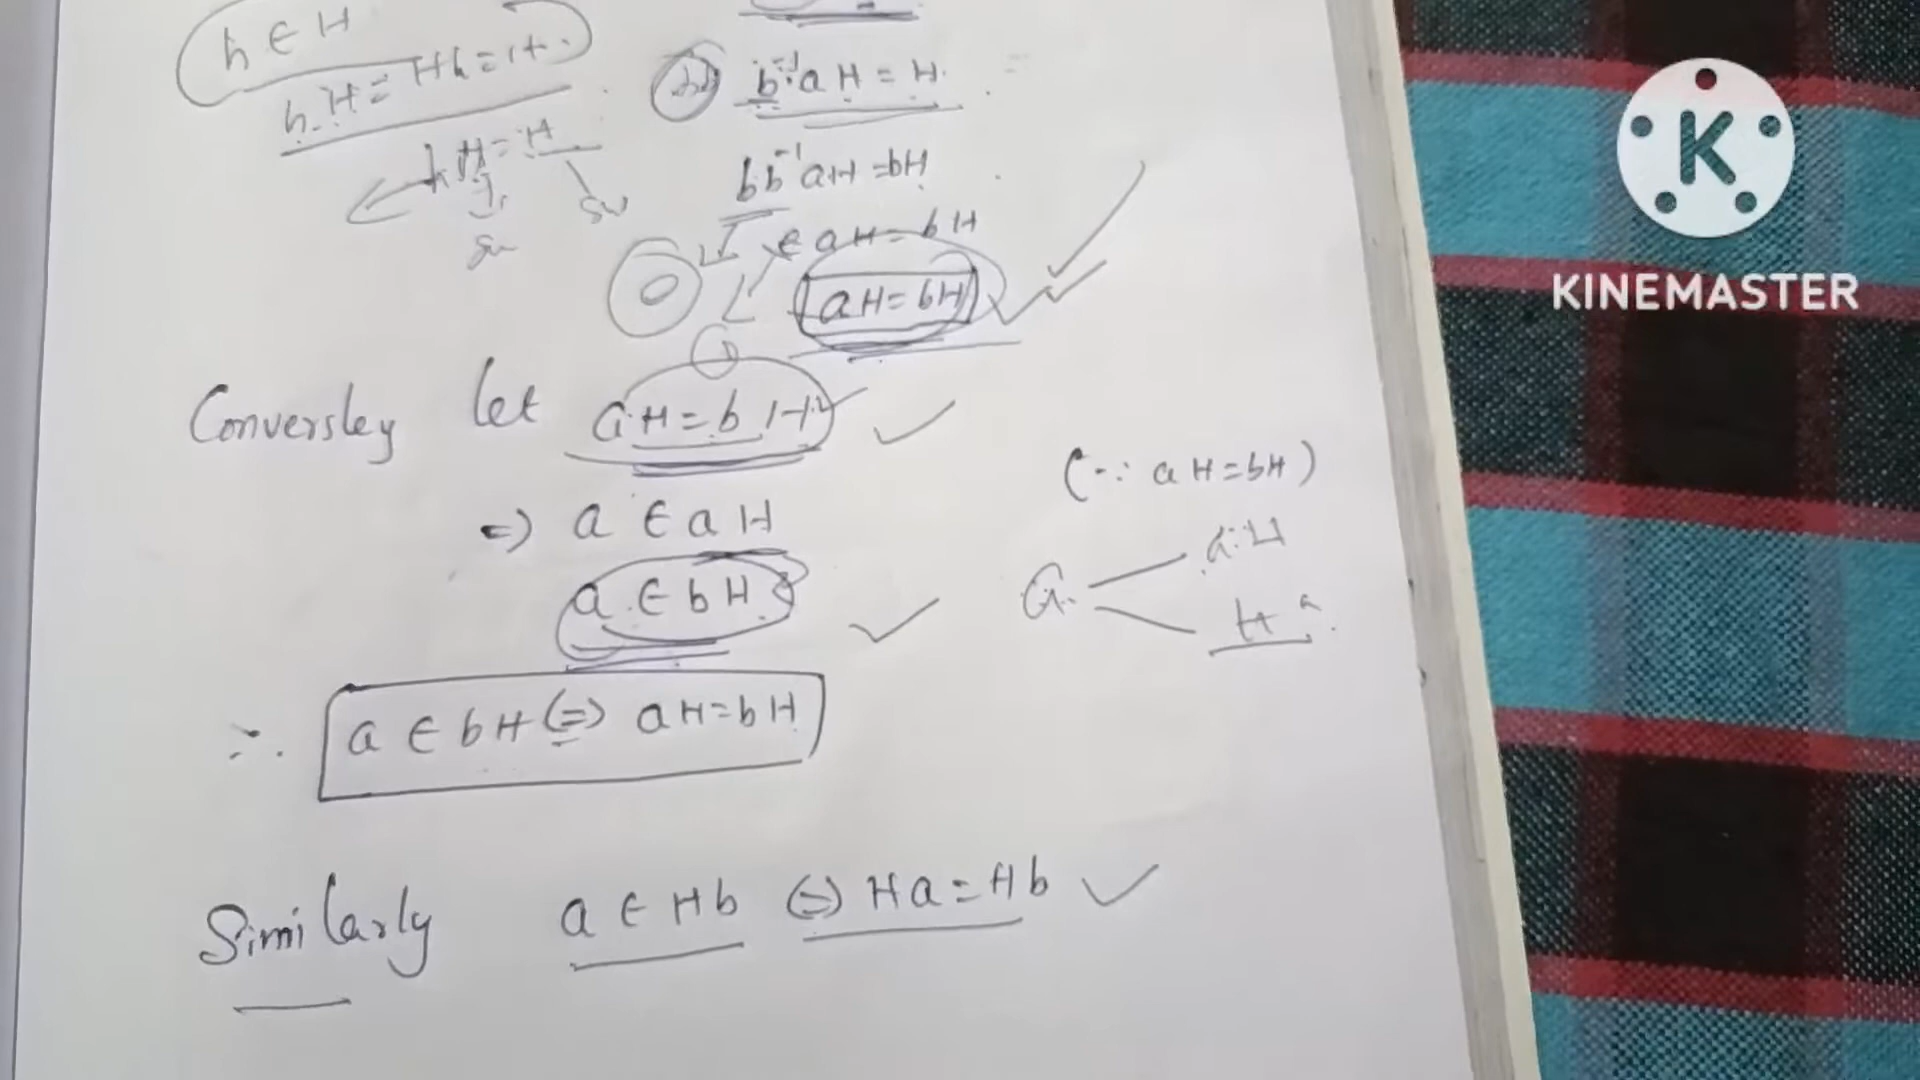 h ∈ H
h.H = Hh = H.
hH = H
b⁻¹aH = H.
bb⁻¹aH = bH
e aH = bH
aH = bH
Conversley let aH = bH
(∵ aH = bH)
=) a ∈ aH
a ∈ bH
G
aH
Ha
∴ a ∈ bH (=) aH = bH
Similarly a ∈ Hb (=) Ha = Hb
K
KINEMASTER